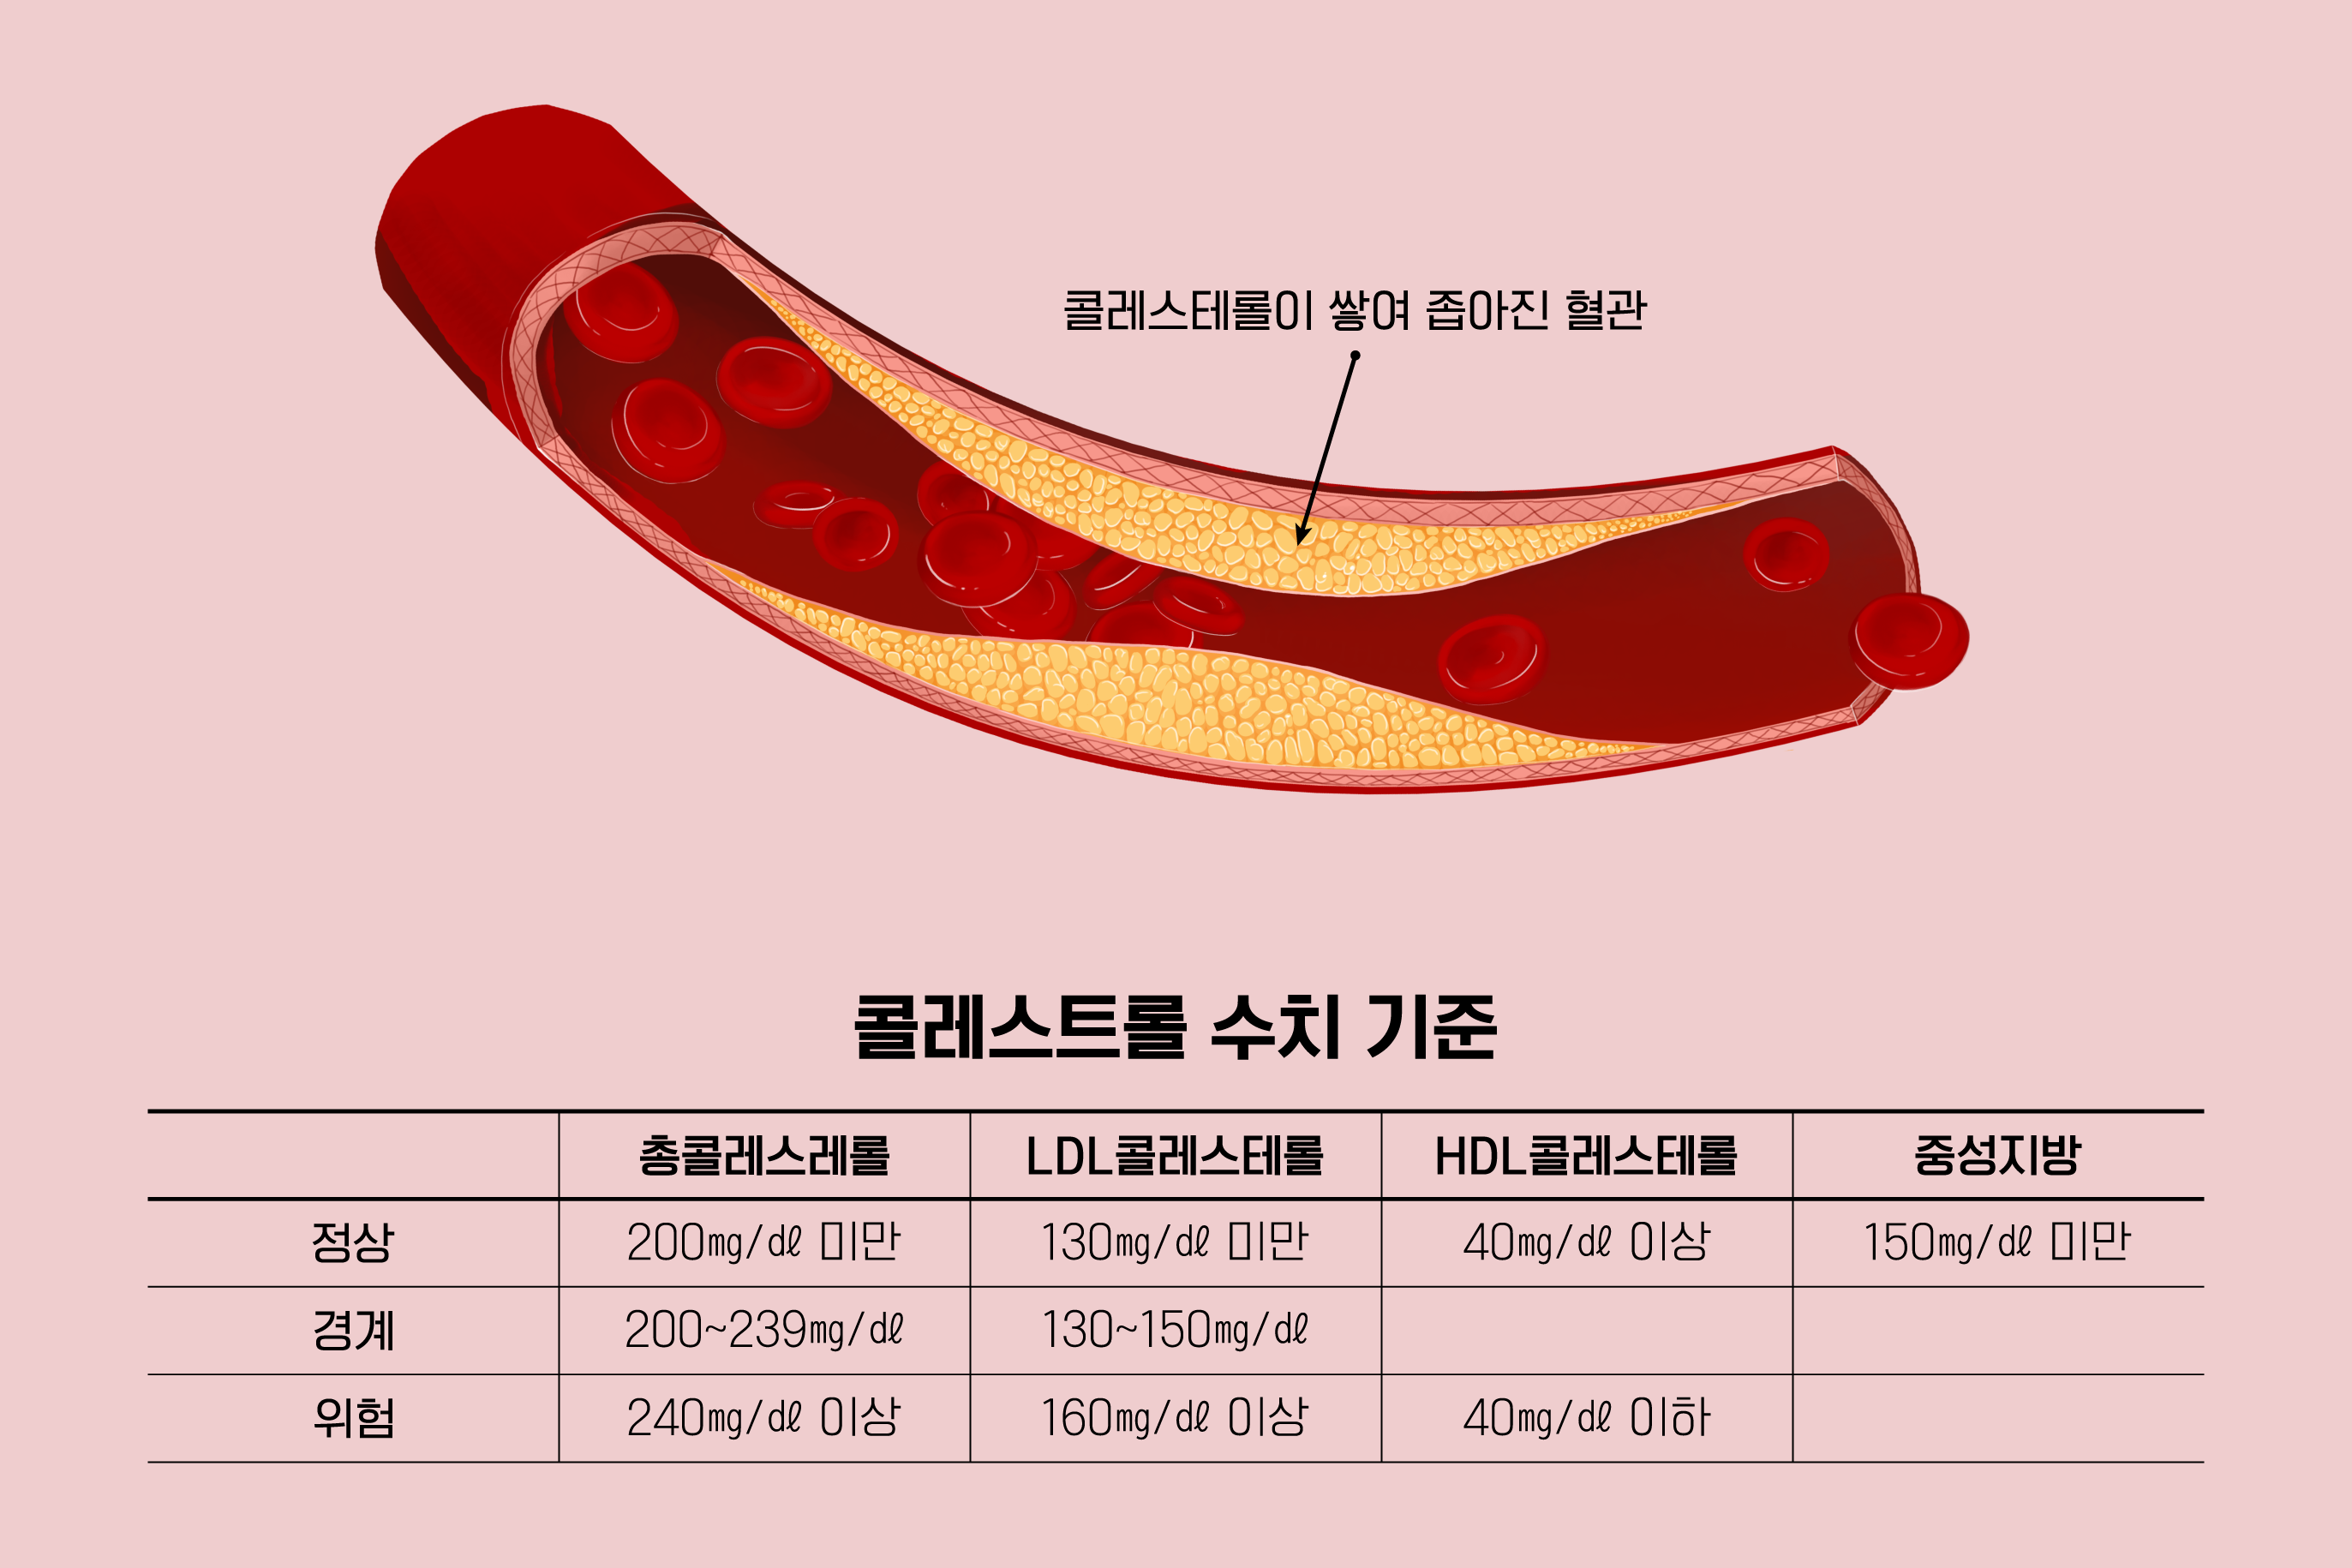 콜레스테롤이 쌓여 좁아진 혈관
콜레스트롤 수치 기준
총콜레스레롤 LDL콜레스테롤 HDL콜레스테롤 중성지방
정상 200㎎/㎗ 미만 130㎎/㎗ 미만 40㎎/㎗ 이상 150㎎/㎗ 미만
경계 200~239㎎/㎗ 130~150㎎/㎗
위험 240㎎/㎗ 이상 160㎎/㎗ 이상 40㎎/㎗ 이하